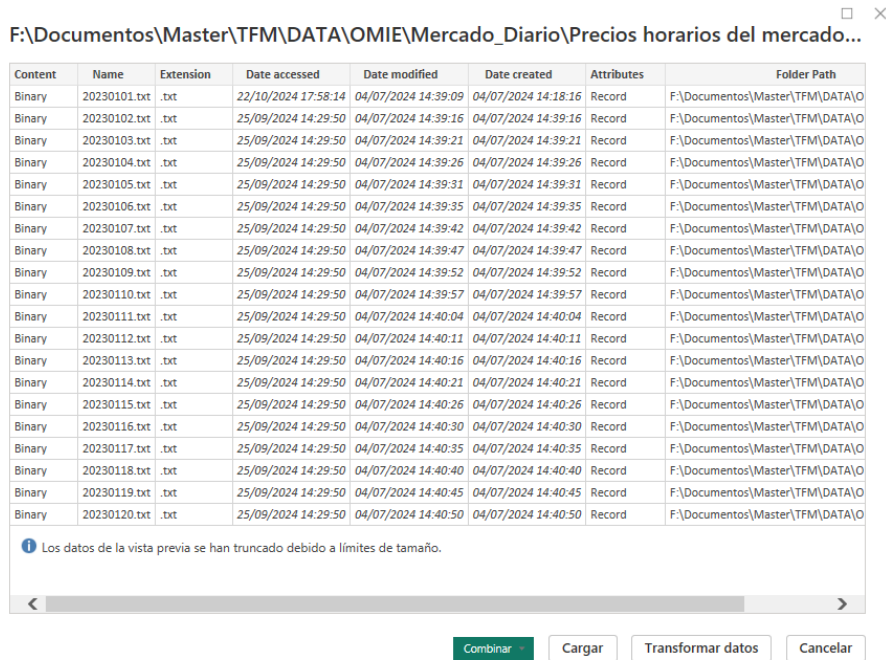 F:\Documentos\Master\TFM\DATA\OMIE\Mercado_Diario\Precios horarios del mercado...
Content Name Extension Date accessed Date modified Date created Attributes Folder Path
Binary 20230101.txt .txt 22/10/2024 17:58:14 04/07/2024 14:39:09 04/07/2024 14:18:16 Record F:\Documentos\Master\TFM\DATA\O
Binary 20230102.txt .txt 25/09/2024 14:29:50 04/07/2024 14:39:16 04/07/2024 14:39:16 Record F:\Documentos\Master\TFM\DATA\O
Binary 20230103.txt .txt 25/09/2024 14:29:50 04/07/2024 14:39:21 04/07/2024 14:39:21 Record F:\Documentos\Master\TFM\DATA\O
Binary 20230104.txt .txt 25/09/2024 14:29:50 04/07/2024 14:39:26 04/07/2024 14:39:26 Record F:\Documentos\Master\TFM\DATA\O
Binary 20230105.txt .txt 25/09/2024 14:29:50 04/07/2024 14:39:31 04/07/2024 14:39:31 Record F:\Documentos\Master\TFM\DATA\O
Binary 20230106.txt .txt 25/09/2024 14:29:50 04/07/2024 14:39:35 04/07/2024 14:39:35 Record F:\Documentos\Master\TFM\DATA\O
Binary 20230107.txt .txt 25/09/2024 14:29:50 04/07/2024 14:39:42 04/07/2024 14:39:42 Record F:\Documentos\Master\TFM\DATA\O
Binary 20230108.txt .txt 25/09/2024 14:29:50 04/07/2024 14:39:47 04/07/2024 14:39:47 Record F:\Documentos\Master\TFM\DATA\O
Binary 20230109.txt .txt 25/09/2024 14:29:50 04/07/2024 14:39:52 04/07/2024 14:39:52 Record F:\Documentos\Master\TFM\DATA\O
Binary 20230110.txt .txt 25/09/2024 14:29:50 04/07/2024 14:39:57 04/07/2024 14:39:57 Record F:\Documentos\Master\TFM\DATA\O
Binary 20230111.txt .txt 25/09/2024 14:29:50 04/07/2024 14:40:04 04/07/2024 14:40:04 Record F:\Documentos\Master\TFM\DATA\O
Binary 20230112.txt .txt 25/09/2024 14:29:50 04/07/2024 14:40:11 04/07/2024 14:40:11 Record F:\Documentos\Master\TFM\DATA\O
Binary 20230113.txt .txt 25/09/2024 14:29:50 04/07/2024 14:40:16 04/07/2024 14:40:16 Record F:\Documentos\Master\TFM\DATA\O
Binary 20230114.txt .txt 25/09/2024 14:29:50 04/07/2024 14:40:21 04/07/2024 14:40:21 Record F:\Documentos\Master\TFM\DATA\O
Binary 20230115.txt .txt 25/09/2024 14:29:50 04/07/2024 14:40:26 04/07/2024 14:40:26 Record F:\Documentos\Master\TFM\DATA\O
Binary 20230116.txt .txt 25/09/2024 14:29:50 04/07/2024 14:40:30 04/07/2024 14:40:30 Record F:\Documentos\Master\TFM\DATA\O
Binary 20230117.txt .txt 25/09/2024 14:29:50 04/07/2024 14:40:35 04/07/2024 14:40:35 Record F:\Documentos\Master\TFM\DATA\O
Binary 20230118.txt .txt 25/09/2024 14:29:50 04/07/2024 14:40:40 04/07/2024 14:40:40 Record F:\Documentos\Master\TFM\DATA\O
Binary 20230119.txt .txt 25/09/2024 14:29:50 04/07/2024 14:40:45 04/07/2024 14:40:45 Record F:\Documentos\Master\TFM\DATA\O
Binary 20230120.txt .txt 25/09/2024 14:29:50 04/07/2024 14:40:50 04/07/2024 14:40:50 Record F:\Documentos\Master\TFM\DATA\O
Los datos de la vista previa se han truncado debido a límites de tamaño.
Combinar Cargar Transformar datos Cancelar